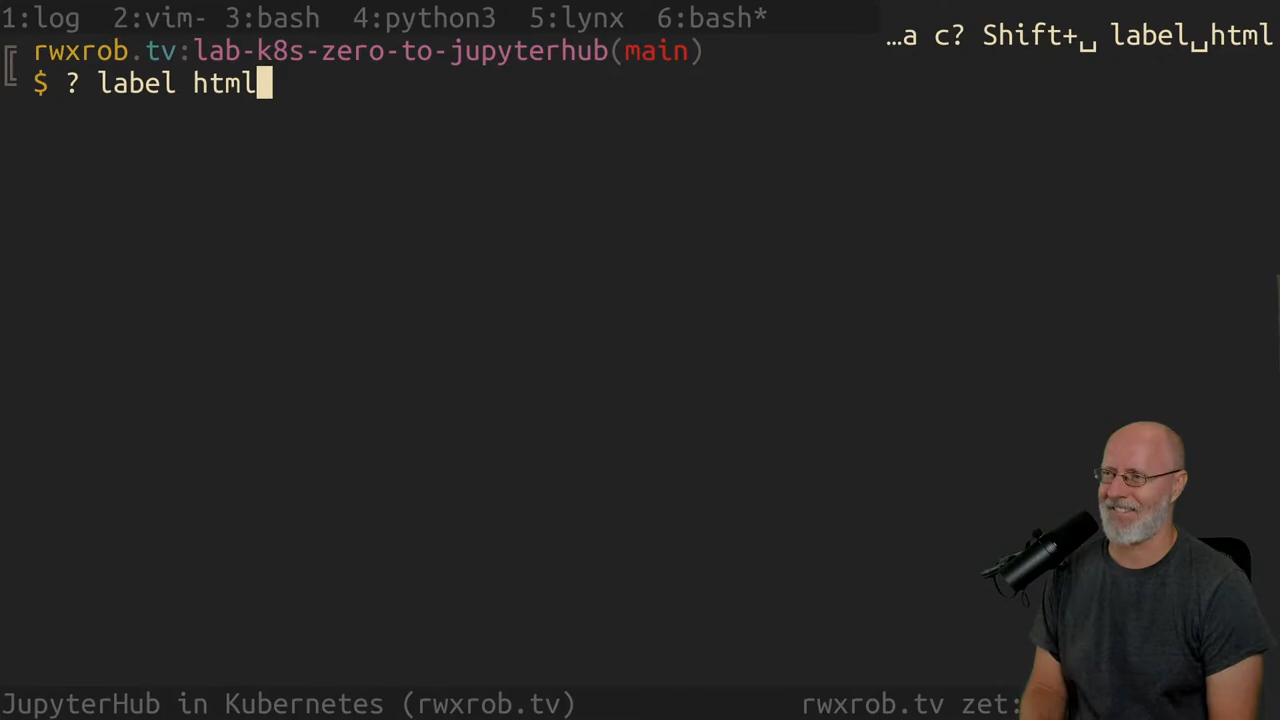 1:log 2:vim- 3:bash 4:python3 5:lynx 6:bash*
…a c? Shift+␣ label␣html
rwxrob.tv:lab-k8s-zero-to-jupyterhub(main)
$ ? label html
JupyterHub in Kubernetes (rwxrob.tv) rwxrob.tv zet: